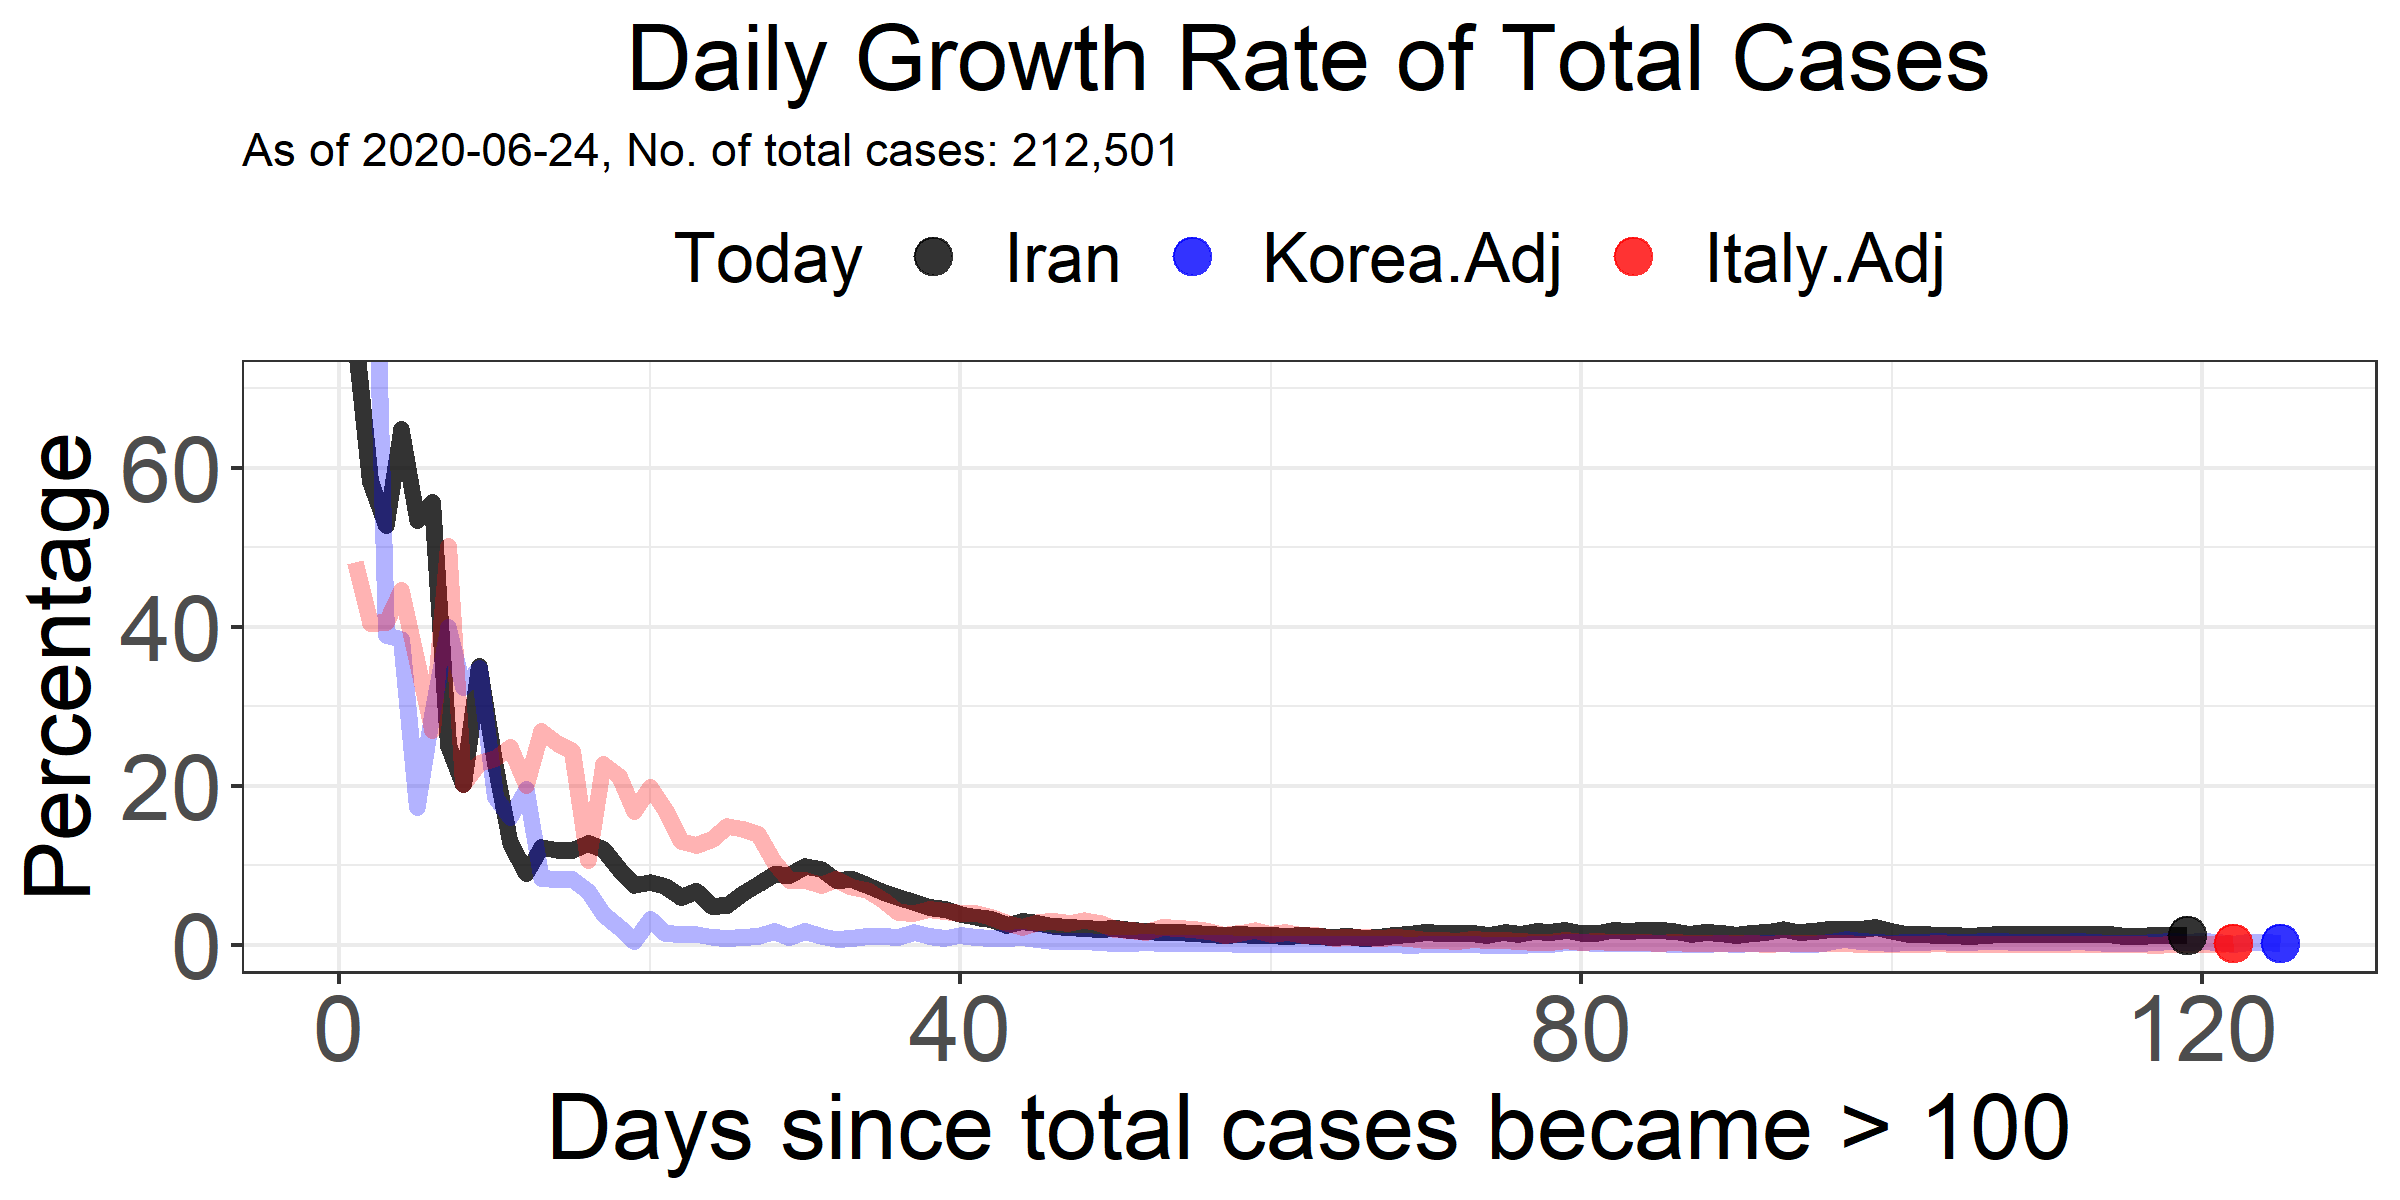 Daily Growth Rate of Total Cases
As of 2020-06-24, No. of total cases: 212,501
Today Iran Korea.Adj Italy.Adj
Percentage
60
40
20
0
0 40 80 120
Days since total cases became > 100